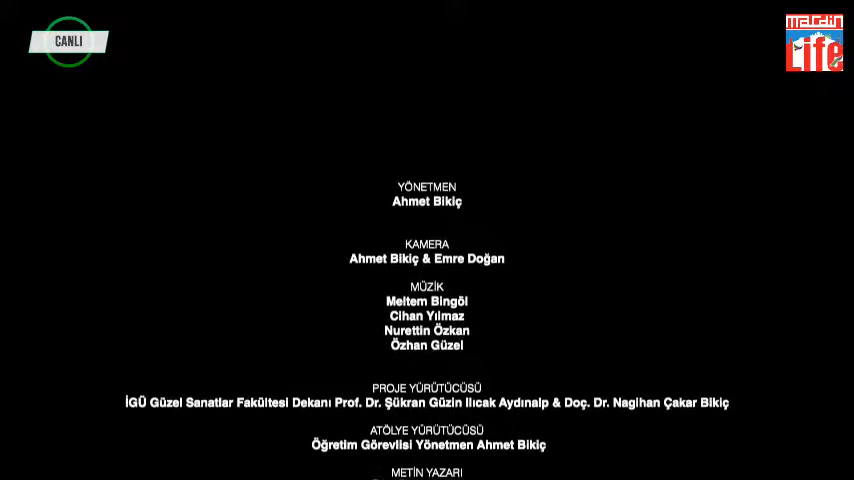 CANLI
mardin
Life
YÖNETMEN
Ahmet Bikiç
KAMERA
Ahmet Bikiç & Emre Doğan
MÜZİK
Meltem Bingöl
Cihan Yılmaz
Nurettin Özkan
Özhan Güzel
PROJE YÜRÜTÜCÜSÜ
İGÜ Güzel Sanatlar Fakültesi Dekanı Prof. Dr. Şükran Güzin Ilıcak Aydınalp & Doç. Dr. Nagihan Çakar Bikiç
ATÖLYE YÜRÜTÜCÜSÜ
Öğretim Görevlisi Yönetmen Ahmet Bikiç
METİN YAZARI